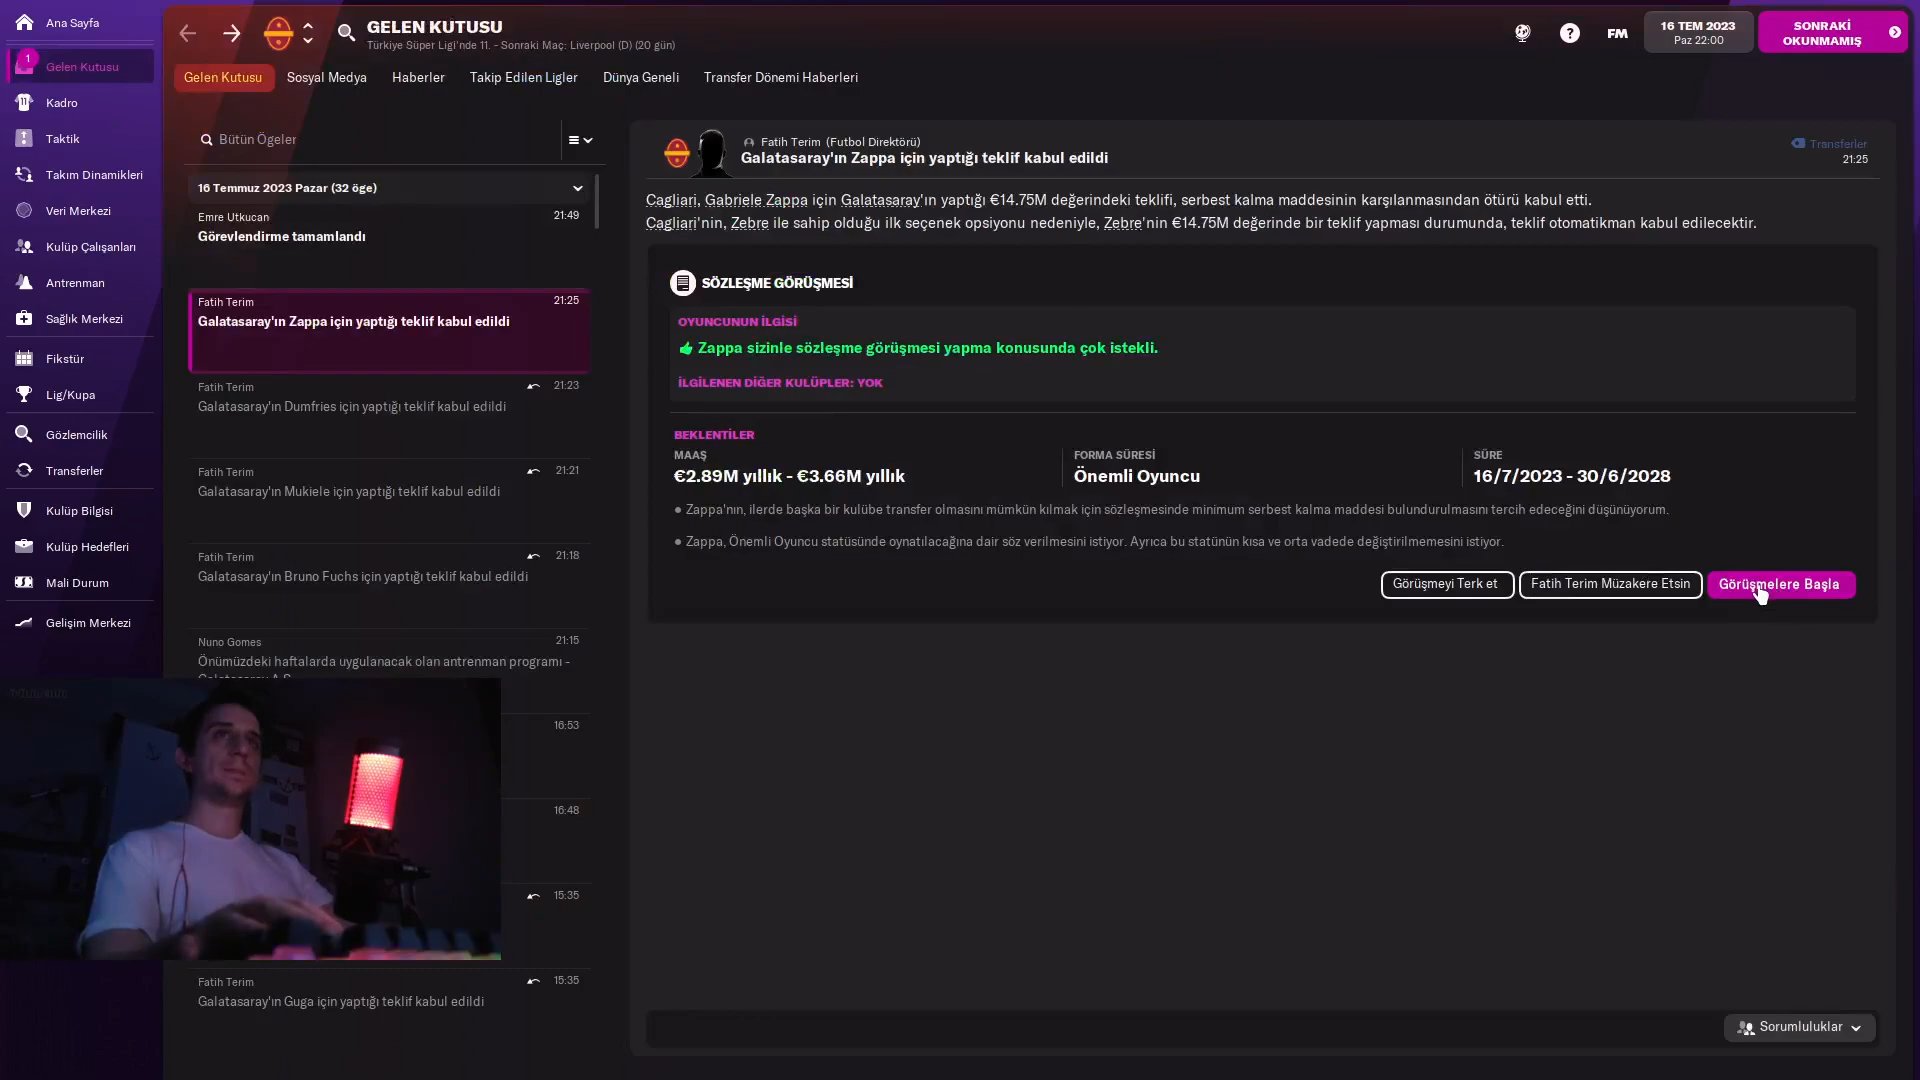 Ana Sayfa
1
Gelen Kutusu
Kadro
Taktik
Takım Dinamikleri
Veri Merkezi
Kulüp Çalışanları
Antrenman
Sağlık Merkezi
Fikstür
Lig/Kupa
Gözlemcilik
Transferler
Kulüp Bilgisi
Kulüp Hedefleri
Mali Durum
Gelişim Merkezi
GELEN KUTUSU
Türkiye Süper Ligi'nde 11. - Sonraki Maç: Liverpool (D) (20 gün)
FM
16 TEM 2023
Paz 22:00
SONRAKİ
OKUNMAMIŞ
Gelen Kutusu Sosyal Medya Haberler Takip Edilen Ligler Dünya Geneli Transfer Dönemi Haberleri
Bütün Ögeler
16 Temmuz 2023 Pazar (32 öge)
Emre Utkucan 21:49
Görevlendirme tamamlandı
Fatih Terim 21:25
Galatasaray'ın Zappa için yaptığı teklif kabul edildi
Fatih Terim 21:23
Galatasaray'ın Dumfries için yaptığı teklif kabul edildi
Fatih Terim 21:21
Galatasaray'ın Mukiele için yaptığı teklif kabul edildi
Fatih Terim 21:18
Galatasaray'ın Bruno Fuchs için yaptığı teklif kabul edildi
Nuno Gomes 21:15
Önümüzdeki haftalarda uygulanacak olan antrenman programı -
16:53
16:48
15:35
Fatih Terim 15:35
Galatasaray'ın Guga için yaptığı teklif kabul edildi
Fatih Terim (Futbol Direktörü)
Galatasaray'ın Zappa için yaptığı teklif kabul edildi
Transferler
21:25
Cagliari, Gabriele Zappa için Galatasaray'ın yaptığı €14.75M değerindeki teklifi, serbest kalma maddesinin karşılanmasından ötürü kabul etti.
Cagliari'nin, Zebre ile sahip olduğu ilk seçenek opsiyonu nedeniyle, Zebre'nin €14.75M değerinde bir teklif yapması durumunda, teklif otomatikman kabul edilecektir.
SÖZLEŞME GÖRÜŞMESİ
OYUNCUNUN İLGİSİ
Zappa sizinle sözleşme görüşmesi yapma konusunda çok istekli.
İLGİLENEN DİĞER KULÜPLER: YOK
BEKLENTİLER
MAAŞ FORMA SÜRESİ SÜRE
€2.89M yıllık - €3.66M yıllık Önemli Oyuncu 16/7/2023 - 30/6/2028
• Zappa'nın, ilerde başka bir kulübe transfer olmasını mümkün kılmak için sözleşmesinde minimum serbest kalma maddesi bulundurulmasını tercih edeceğini düşünüyorum.
• Zappa, Önemli Oyuncu statüsünde oynatılacağına dair söz verilmesini istiyor. Ayrıca bu statünün kısa ve orta vadede değiştirilmemesini istiyor.
Görüşmeyi Terk et Fatih Terim Müzakere Etsin Görüşmelere Başla
Sorumluluklar